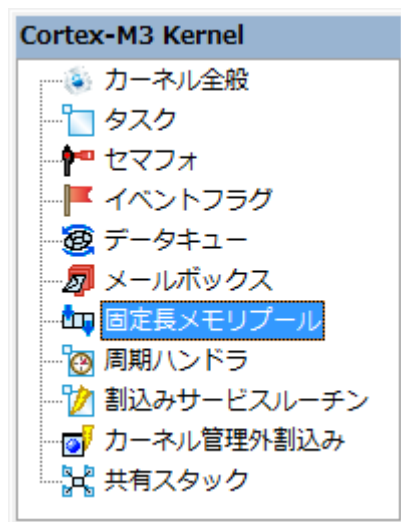 Cortex-M3 Kernel
カーネル全般
タスク
セマフォ
イベントフラグ
データキュー
メールボックス
固定長メモリプール
周期ハンドラ
割込みサービスルーチン
カーネル管理外割込み
共有スタック